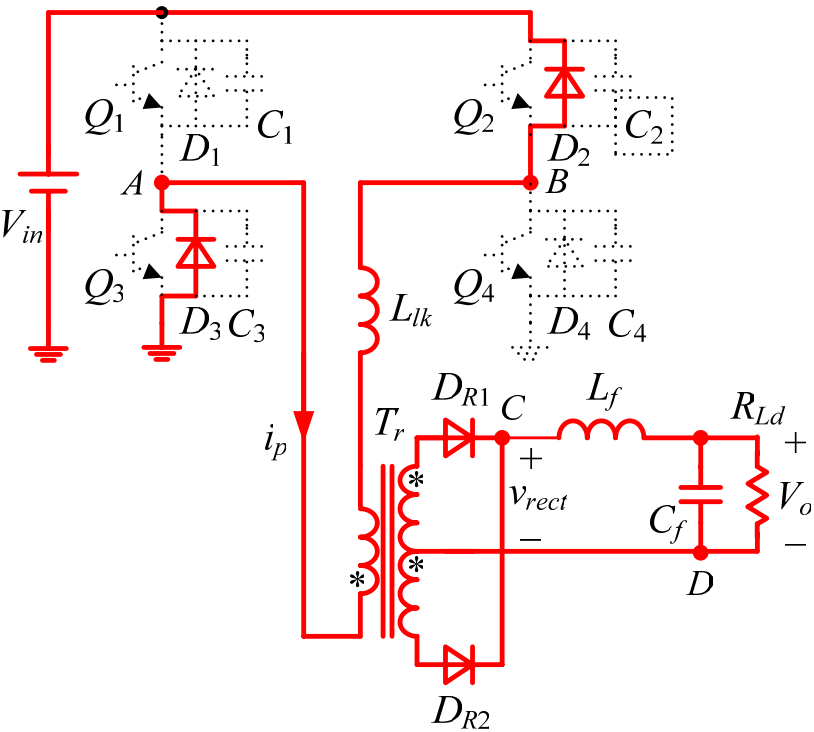 Q1 D1 C1
Q2 D2 C2
A
B
Vin
Q3 D3 C3
Q4 D4 C4
Llk
DR1 C Lf RLd
ip Tr
* + +
vrect Cf Vo
− −
* *
D
DR2